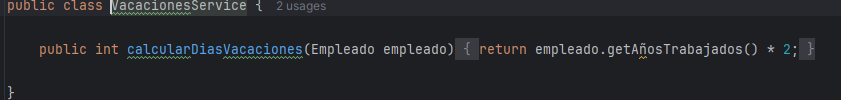 public class VacacionesService { 2 usages
public int calcularDiasVacaciones(Empleado empleado) { return empleado.getAñosTrabajados() * 2; }
}